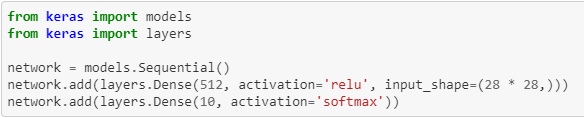 from keras import models
from keras import layers

network = models.Sequential()
network.add(layers.Dense(512, activation='relu', input_shape=(28 * 28,)))
network.add(layers.Dense(10, activation='softmax'))